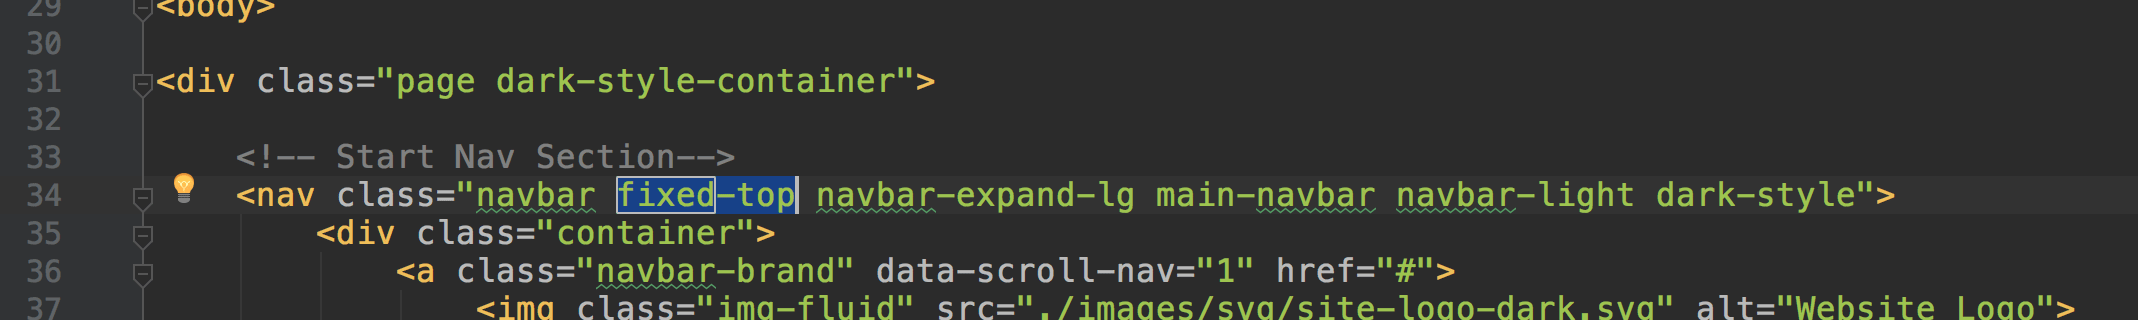 29 <body>
30
31 <div class="page dark-style-container">
32
33 <!-- Start Nav Section-->
34 <nav class="navbar fixed-top navbar-expand-lg main-navbar navbar-light dark-style">
35 <div class="container">
36 <a class="navbar-brand" data-scroll-nav="1" href="#">
37 <img class="img-fluid" src="./images/svg/site-logo-dark.svg" alt="Website Logo">